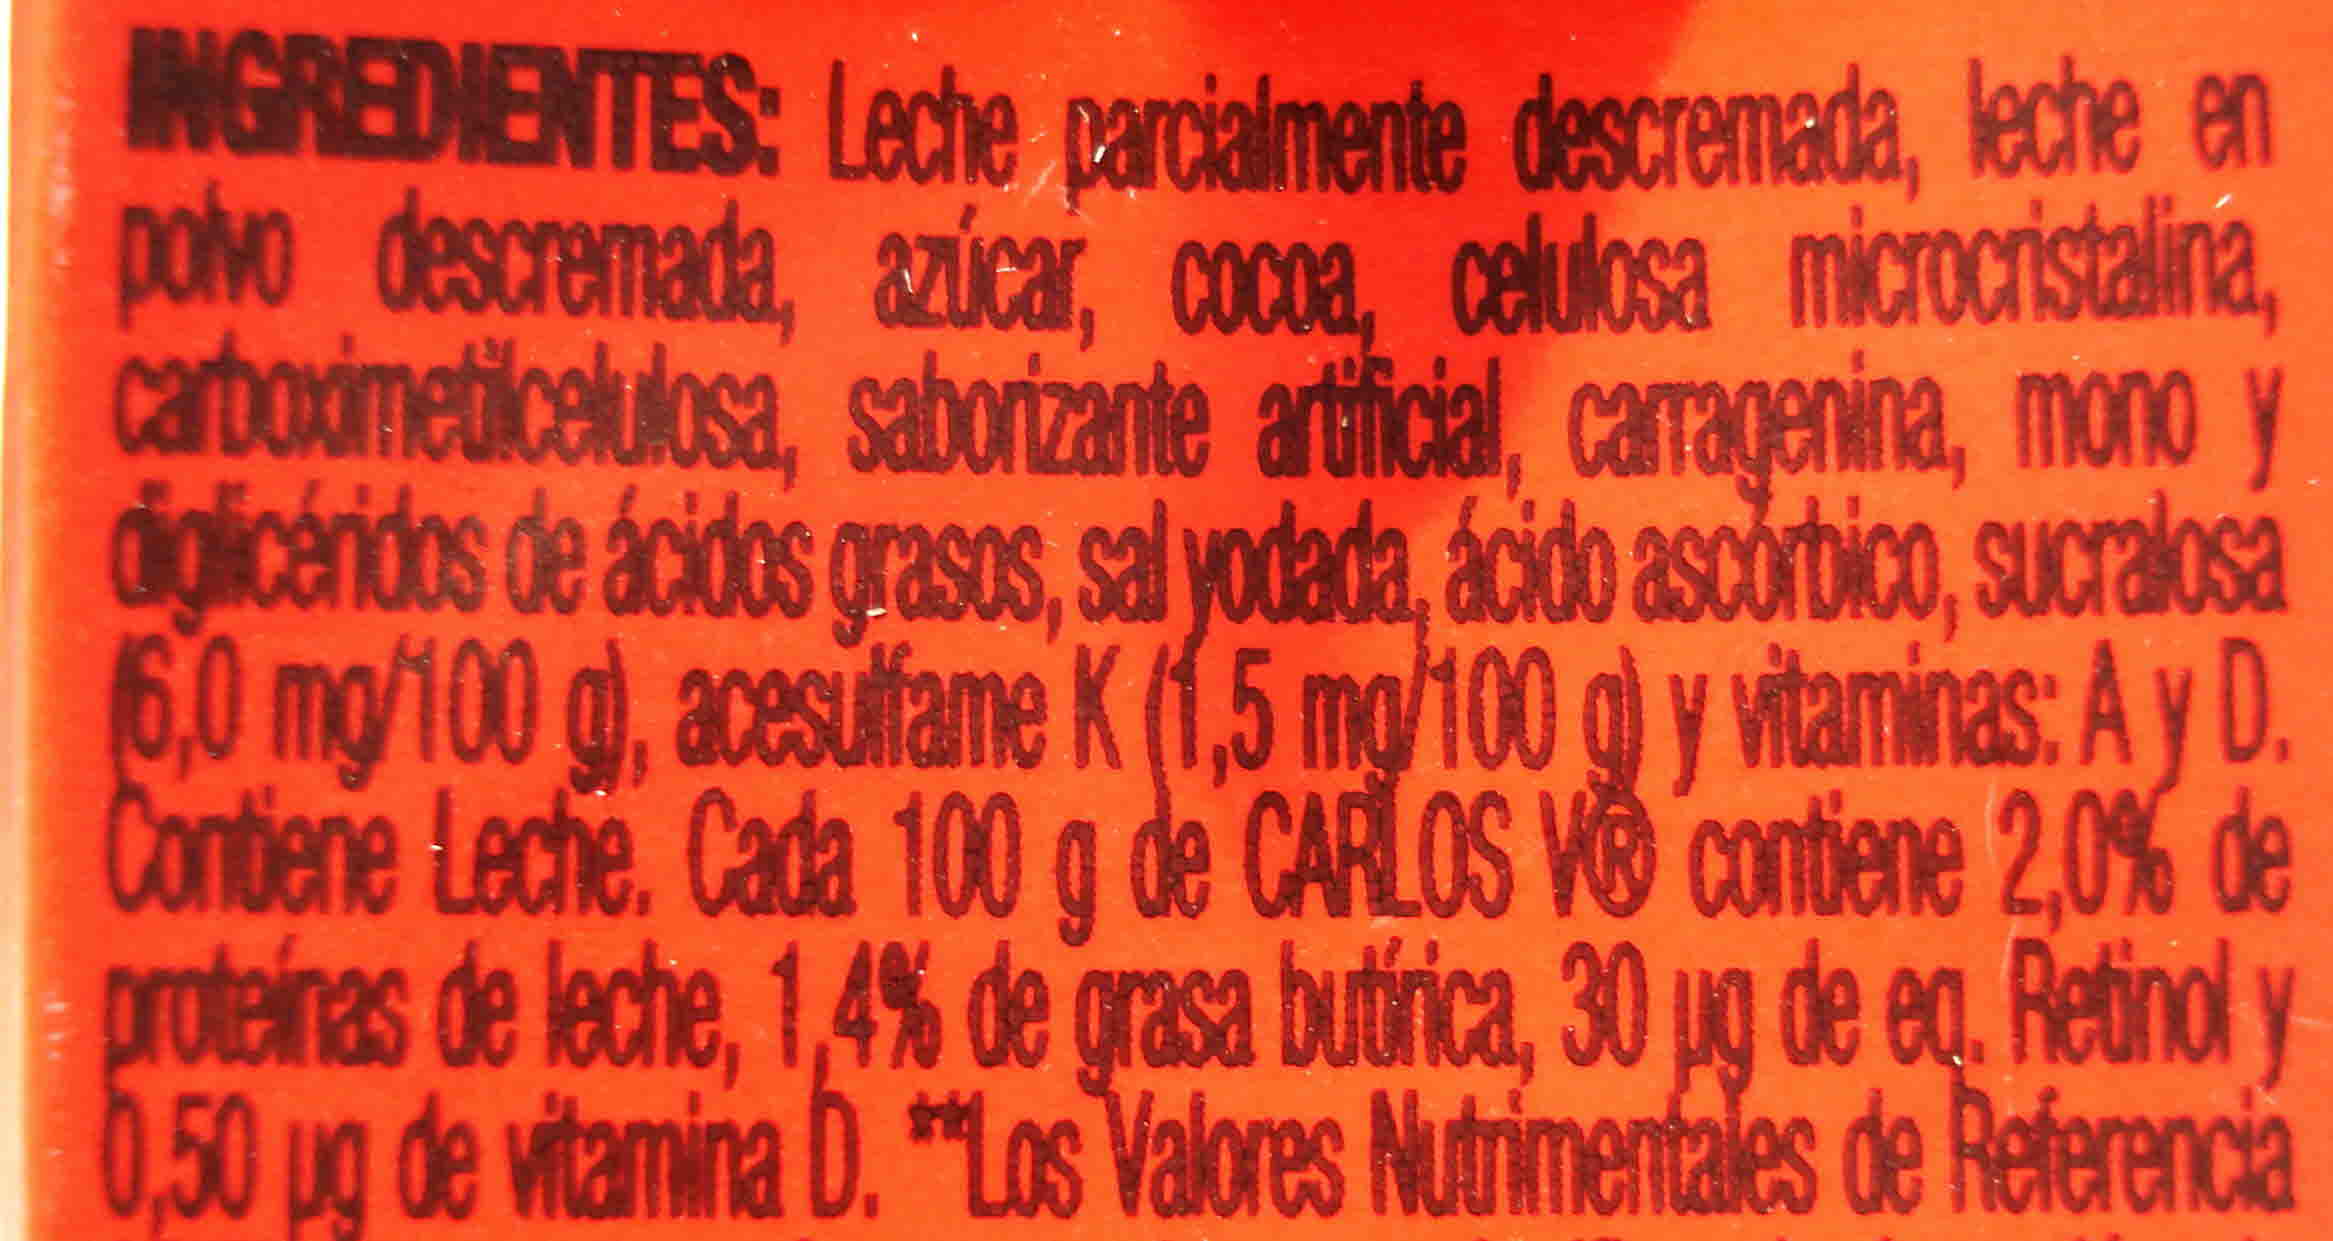 INGREDIENTES: Leche parcialmente descremada, leche en
polvo descremada, azúcar, cocoa, celulosa microcristalina,
carboximetilcelulosa, saborizante artificial, carragenina, mono y
diglicéridos de ácidos grasos, sal yodada, ácido ascórbico, sucralosa
(6,0 mg/100 g), acesulfame K (1,5 mg/100 g) y vitaminas: A y D.
Contiene Leche. Cada 100 g de CARLOS V® contiene 2,0% de
proteínas de leche, 1,4% de grasa butírica, 30 µg de eq. Retinol y
0,50 µg de vitamina D. **Los Valores Nutrimentales de Referencia